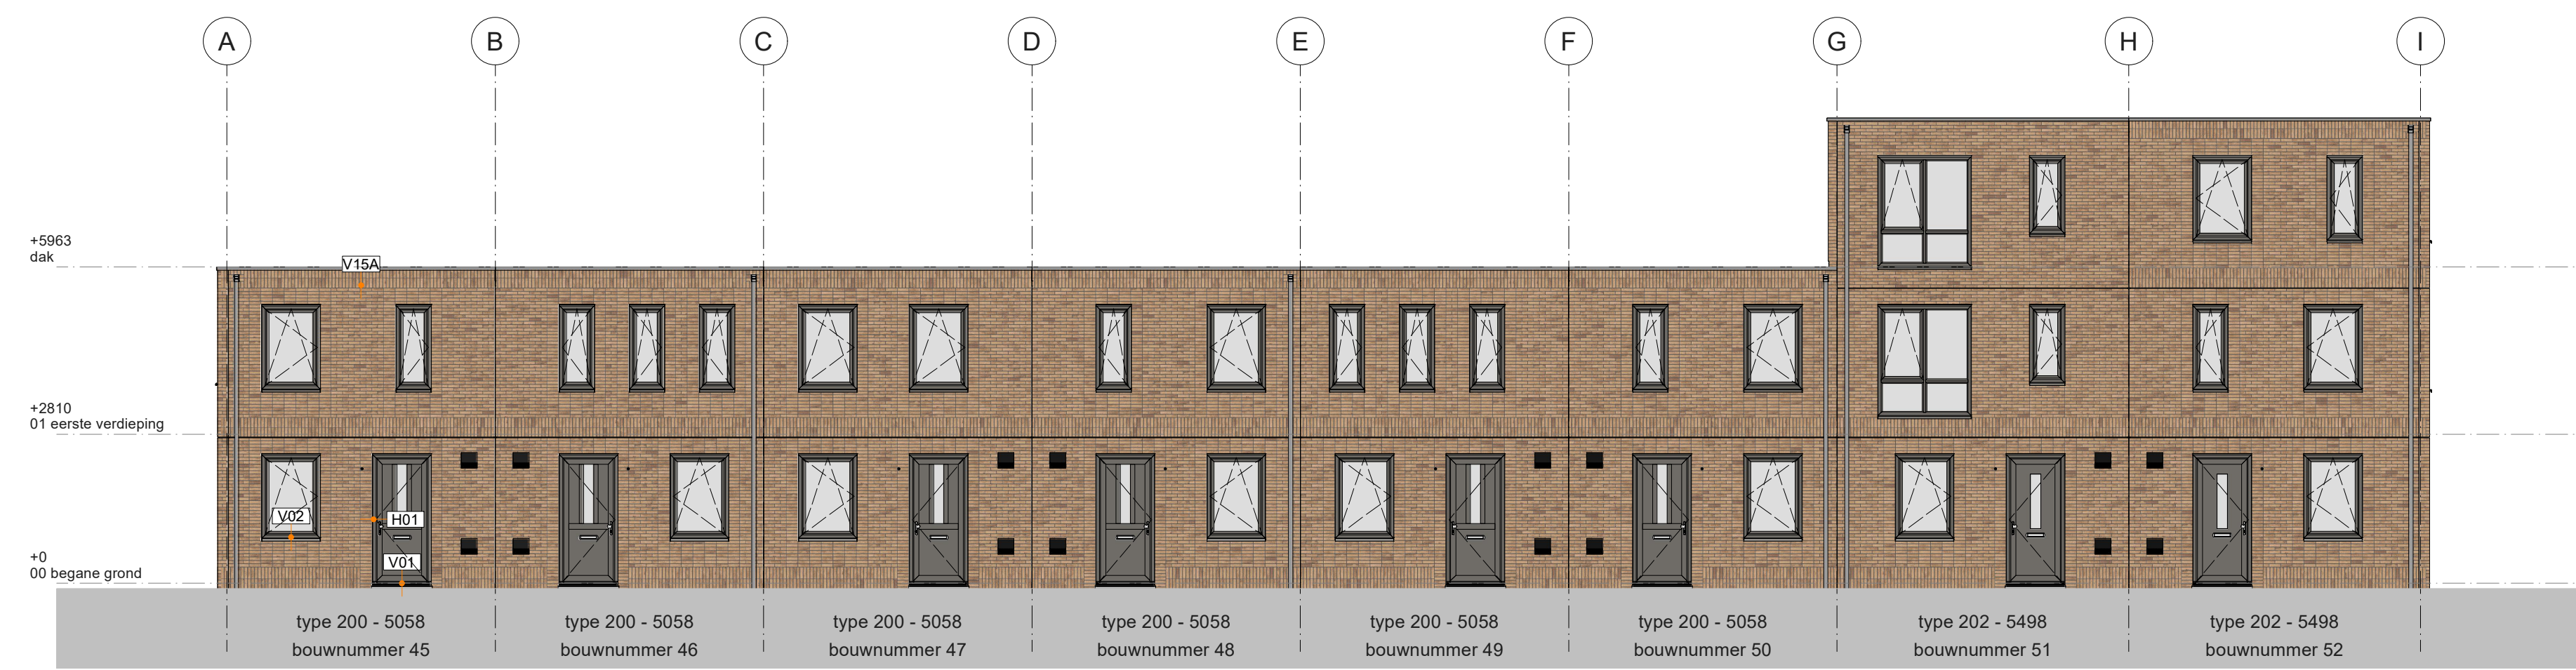 A B C D E F G H I
+5963
dak
V15A
+2810
01 eerste verdieping
V02
H01
+0
00 begane grond
V01
type 200 - 5058
bouwnummer 45
type 200 - 5058
bouwnummer 46
type 200 - 5058
bouwnummer 47
type 200 - 5058
bouwnummer 48
type 200 - 5058
bouwnummer 49
type 200 - 5058
bouwnummer 50
type 202 - 5498
bouwnummer 51
type 202 - 5498
bouwnummer 52